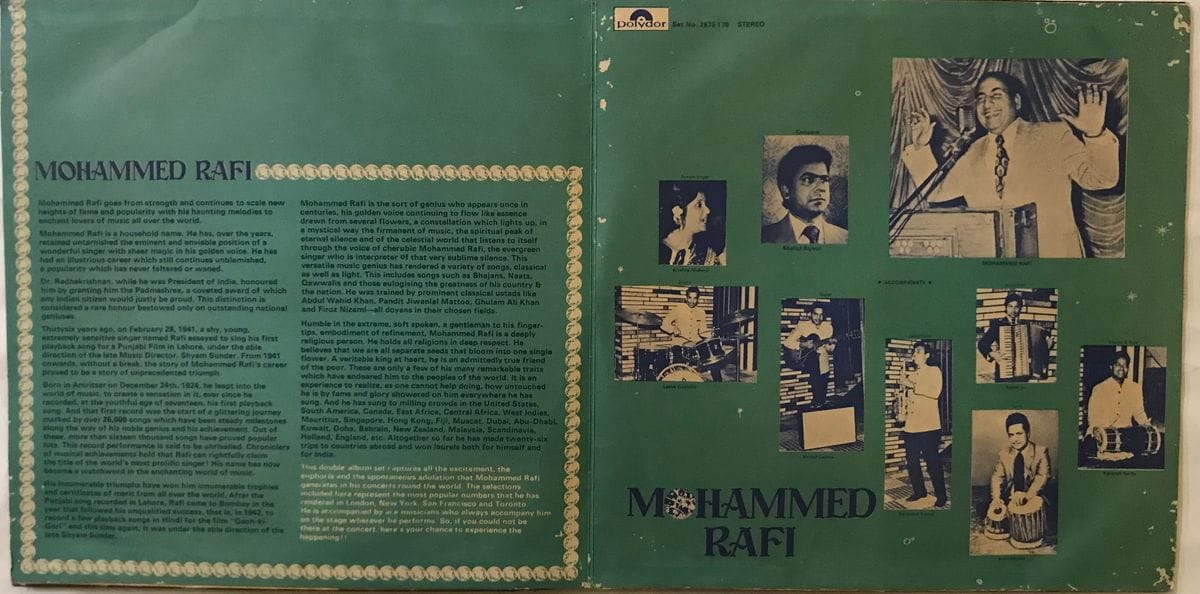 MOHAMMED RAFI
Mohammed Rafi goes from strength and continues to scale new
heights of fame and popularity with his haunting melodies to
enchant lovers of music all over the world.
Mohammed Rafi is a household name. He has, over the years,
retained untarnished the eminent and enviable position of a
wonderful singer with sheer magic in his golden voice. He has
had an illustrious career which still continues unblemished,
a popularity which has never faltered or waned.
Dr. Radhakrishnan, while he was President of India, honoured
him by granting him the Padmashree, a coveted award of which
any Indian citizen would justly be proud. This distinction is
considered a rare honour bestowed only on outstanding national
geniuses.
Thirtysix years ago, on February 28, 1941, a shy, young,
extremely sensitive singer named Rafi essayed to sing his first
playback song for a Punjabi Film in Lahore, under the able
direction of the late Music Director, Shyam Sunder. From 1941
onwards, without a break, the story of Mohammed Rafi's career
proved to be a story of unprecedented triumph.
Born in Amritsar on December 24th, 1924, he leapt into the
world of music, to create a sensation in it, ever since he
recorded, at the youthful age of seventeen, his first playback
song. And that first record was the start of a glittering journey
marked by over 26,000 songs which have been steady milestones
along the way of his noble genius and his achievement. Out of
these, more than sixteen thousand songs have proved popular
hits. This record performance is said to be unrivalled. Chroniclers
of musical achievements hold that Rafi can rightfully claim
the title of the world's most prolific singer! His name has now
become a watchword in the enchanting world of music.
His innumerable triumphs have won him innumerable trophies
and certificates of merit from all over the world. After the
Punjabi song recorded in Lahore, Rafi came to Bombay in the
year that followed his unqualified success, that is, in 1942, to
record a few playback songs in Hindi for the film "Gaon-ki-
Gori" and this time again, it was under the able direction of the
late Shyam Sunder.
Mohammed Rafi is the sort of genius who appears once in
centuries, his golden voice continuing to flow like essence
drawn from several flowers, a constellation which lights up, in
a mystical way the firmament of music, the spiritual peak of
eternal silence and of the celestial world that listens to itself
through the voice of cherubic Mohammed Rafi, the evergreen
singer who is interpreter of that very sublime silence. This
versatile music genius has rendered a variety of songs, classical
as well as light. This includes songs such as Bhajans, Naats,
Qawwalis and those eulogising the greatness of his country &
the nation. He was trained by prominent classical ustads like
Abdul Wahid Khan, Pandit Jiwanlal Mattoo, Ghulam Ali Khan
and Firoz Nizami—all doyens in their chosen fields.
Humble in the extreme, soft spoken, a gentleman to his finger-
tips, embodiment of refinement, Mohammed Rafi is a deeply
religious person. He holds all religions in deep respect. He
believes that we are all separate seeds that bloom into one single
flower. A veritable king at heart, he is an admittedly true friend
of the poor. These are only a few of his many remarkable traits
which have endeared him to the peoples of the world. It is an
experience to realize, as one cannot help doing, how untouched
he is by fame and glory showered on him everywhere he has
sung. And he has sung to milling crowds in the United States,
South America, Canada, East Africa, Central Africa, West Indies,
Mauritius, Singapore, Hong Kong, Fiji, Muscat, Dubai, Abu-Dhabi,
Kuwait, Doha, Bahrein, New Zealand, Malaysia, Scandinavia,
Holland, England, etc. Altogether so far he has made twenty-six
trips to countries abroad and won laurels both for himself and
for India.
This double album set captures all the excitement, the
euphoria and the spontaneous adulation that Mohammed Rafi
generates in his concerts round the world. The selections
included here represent the most popular numbers that he has
rendered in London, New York, San Francisco and Toronto.
He is accompanied by are musicians who always accompany him
on the stage wherever he performs. So, if you could not be
there at the concert, here's your chance to experience the
happening!!
polydor
Set No. 2675 176 STEREO
Compere
Female Singer
Krishna Mukerji
MOHAMMED RAFI
ACCOMPANISTS
MOHAMMED
RAFI